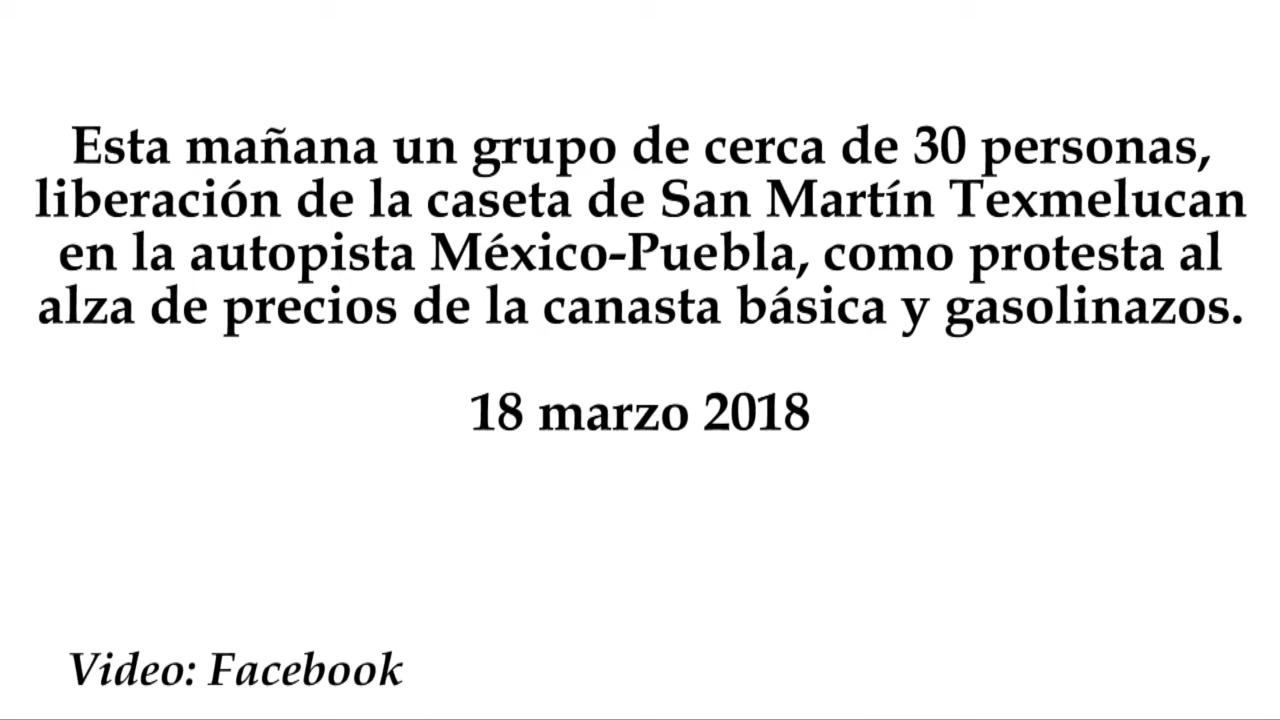 Esta mañana un grupo de cerca de 30 personas,
liberación de la caseta de San Martín Texmelucan
en la autopista México-Puebla, como protesta al
alza de precios de la canasta básica y gasolinazos.
18 marzo 2018
Video: Facebook